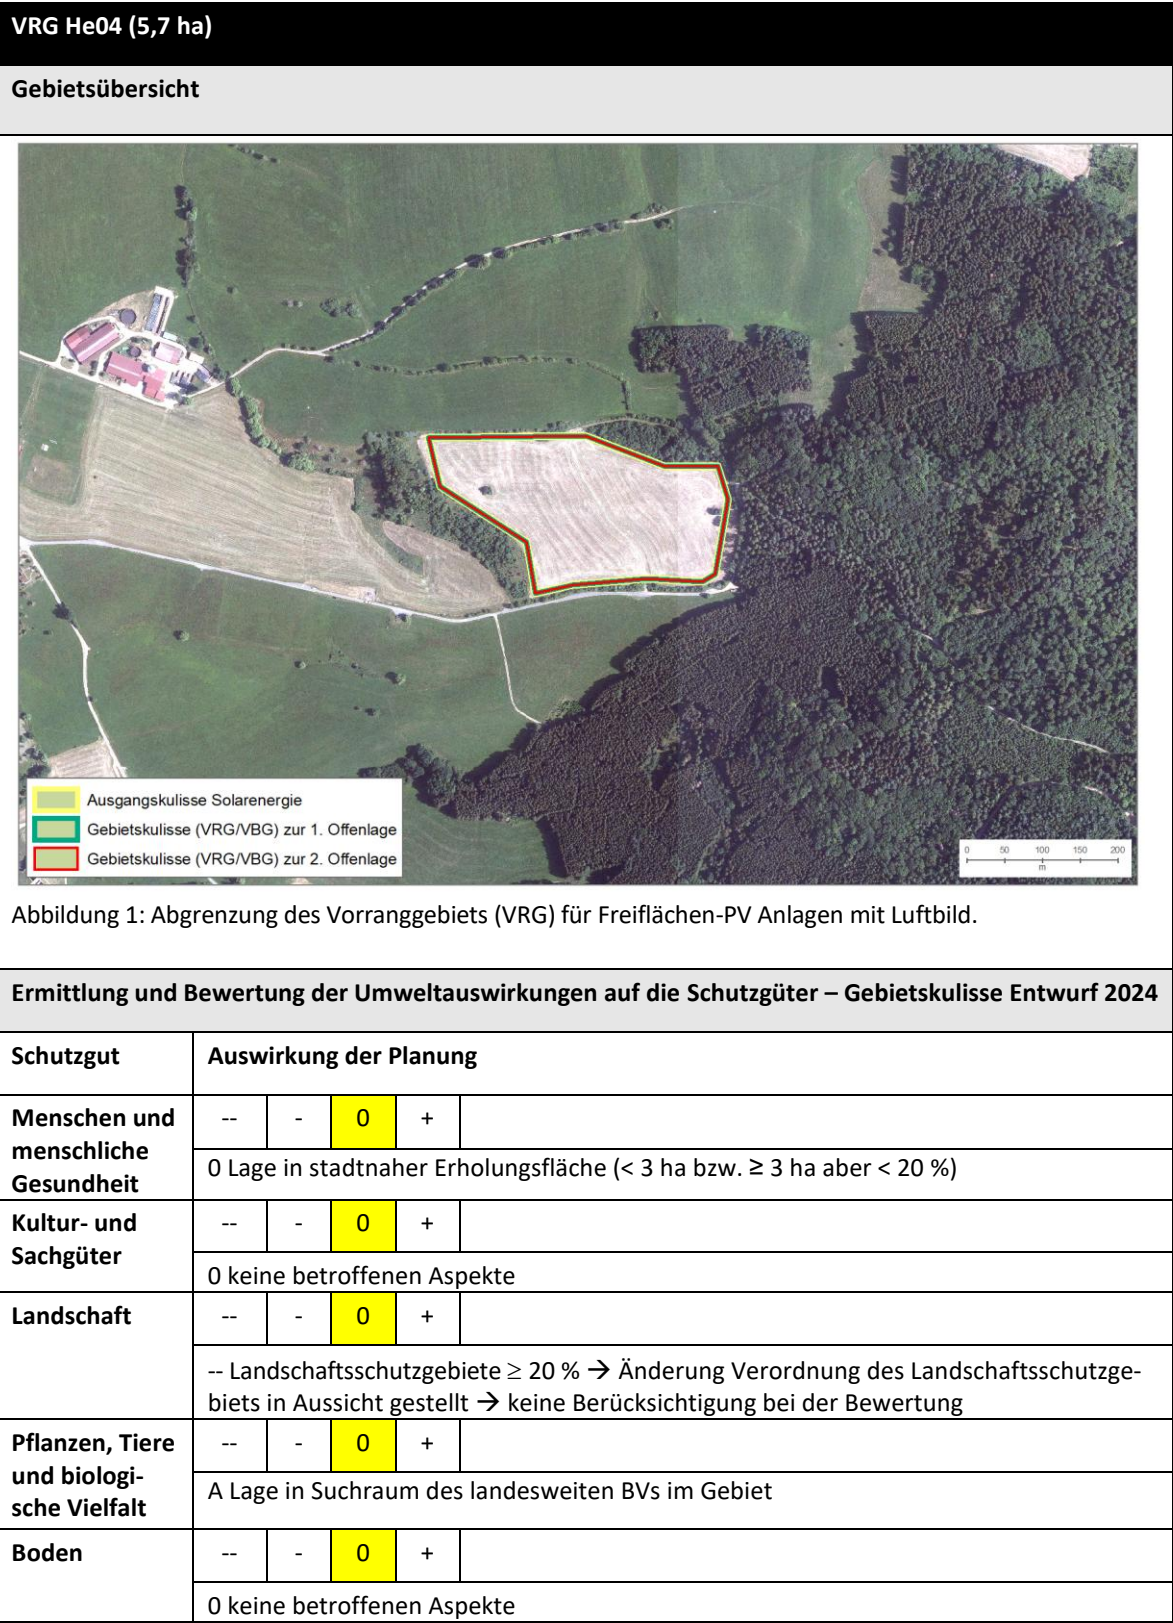 VRG He04 (5,7 ha)
Gebietsübersicht
Ausgangskulisse Solarenergie
Gebietskulisse (VRG/VBG) zur 1. Offenlage
Gebietskulisse (VRG/VBG) zur 2. Offenlage
0 50 100 150 200
m
Abbildung 1: Abgrenzung des Vorranggebiets (VRG) für Freiflächen-PV Anlagen mit Luftbild.
Ermittlung und Bewertung der Umweltauswirkungen auf die Schutzgüter – Gebietskulisse Entwurf 2024
Schutzgut Auswirkung der Planung
Menschen und
menschliche
Gesundheit
-- - 0 +
0 Lage in stadtnaher Erholungsfläche (< 3 ha bzw. ≥ 3 ha aber < 20 %)
Kultur- und
Sachgüter
-- - 0 +
0 keine betroffenen Aspekte
Landschaft
-- - 0 +
-- Landschaftsschutzgebiete ≥ 20 % → Änderung Verordnung des Landschaftsschutzge-
biets in Aussicht gestellt → keine Berücksichtigung bei der Bewertung
Pflanzen, Tiere
und biologi-
sche Vielfalt
-- - 0 +
A Lage in Suchraum des landesweiten BVs im Gebiet
Boden
-- - 0 +
0 keine betroffenen Aspekte